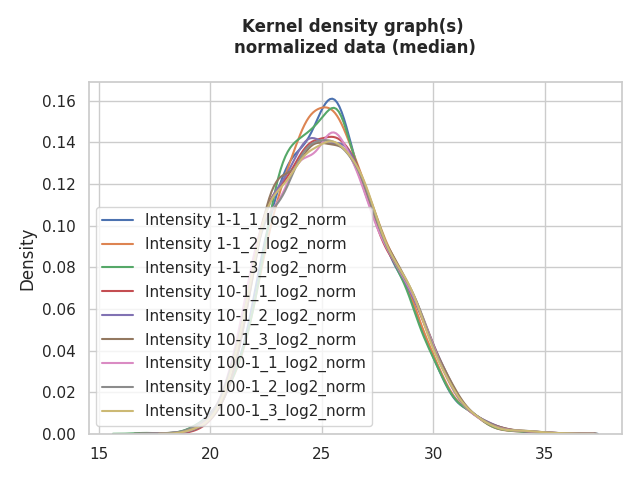 Kernel density graph(s)
normalized data (median)
Density
0.16
0.14
0.12
0.10
0.08
0.06
0.04
0.02
0.00
Intensity 1-1_1_log2_norm
Intensity 1-1_2_log2_norm
Intensity 1-1_3_log2_norm
Intensity 10-1_1_log2_norm
Intensity 10-1_2_log2_norm
Intensity 10-1_3_log2_norm
Intensity 100-1_1_log2_norm
Intensity 100-1_2_log2_norm
Intensity 100-1_3_log2_norm
15 20 25 30 35